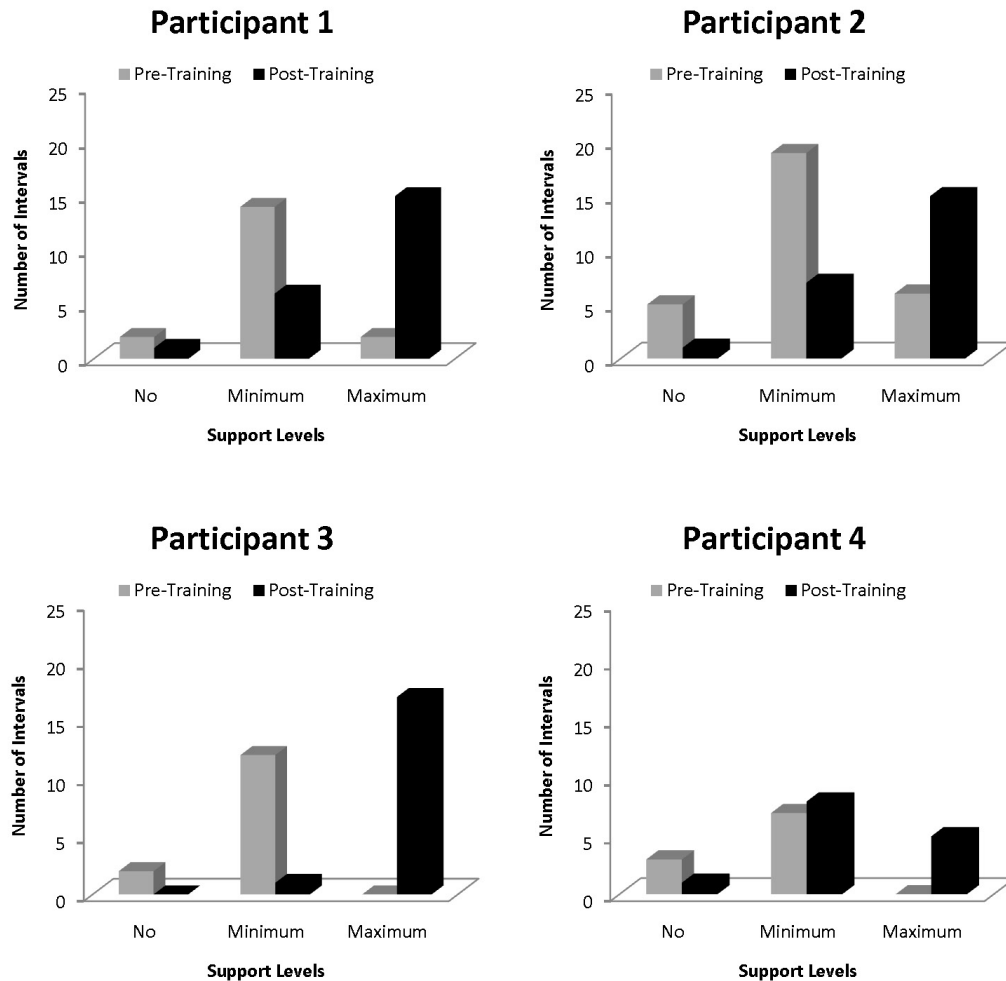 Participant 1
Pre-Training Post-Training
25
20
15
10
5
0
Number of Intervals
No Minimum Maximum
Support Levels
Participant 2
Pre-Training Post-Training
25
20
15
10
5
0
Number of Intervals
No Minimum Maximum
Support Levels
Participant 3
Pre-Training Post-Training
25
20
15
10
5
0
Number of Intervals
No Minimum Maximum
Support Levels
Participant 4
Pre-Training Post-Training
25
20
15
10
5
0
Number of Intervals
No Minimum Maximum
Support Levels